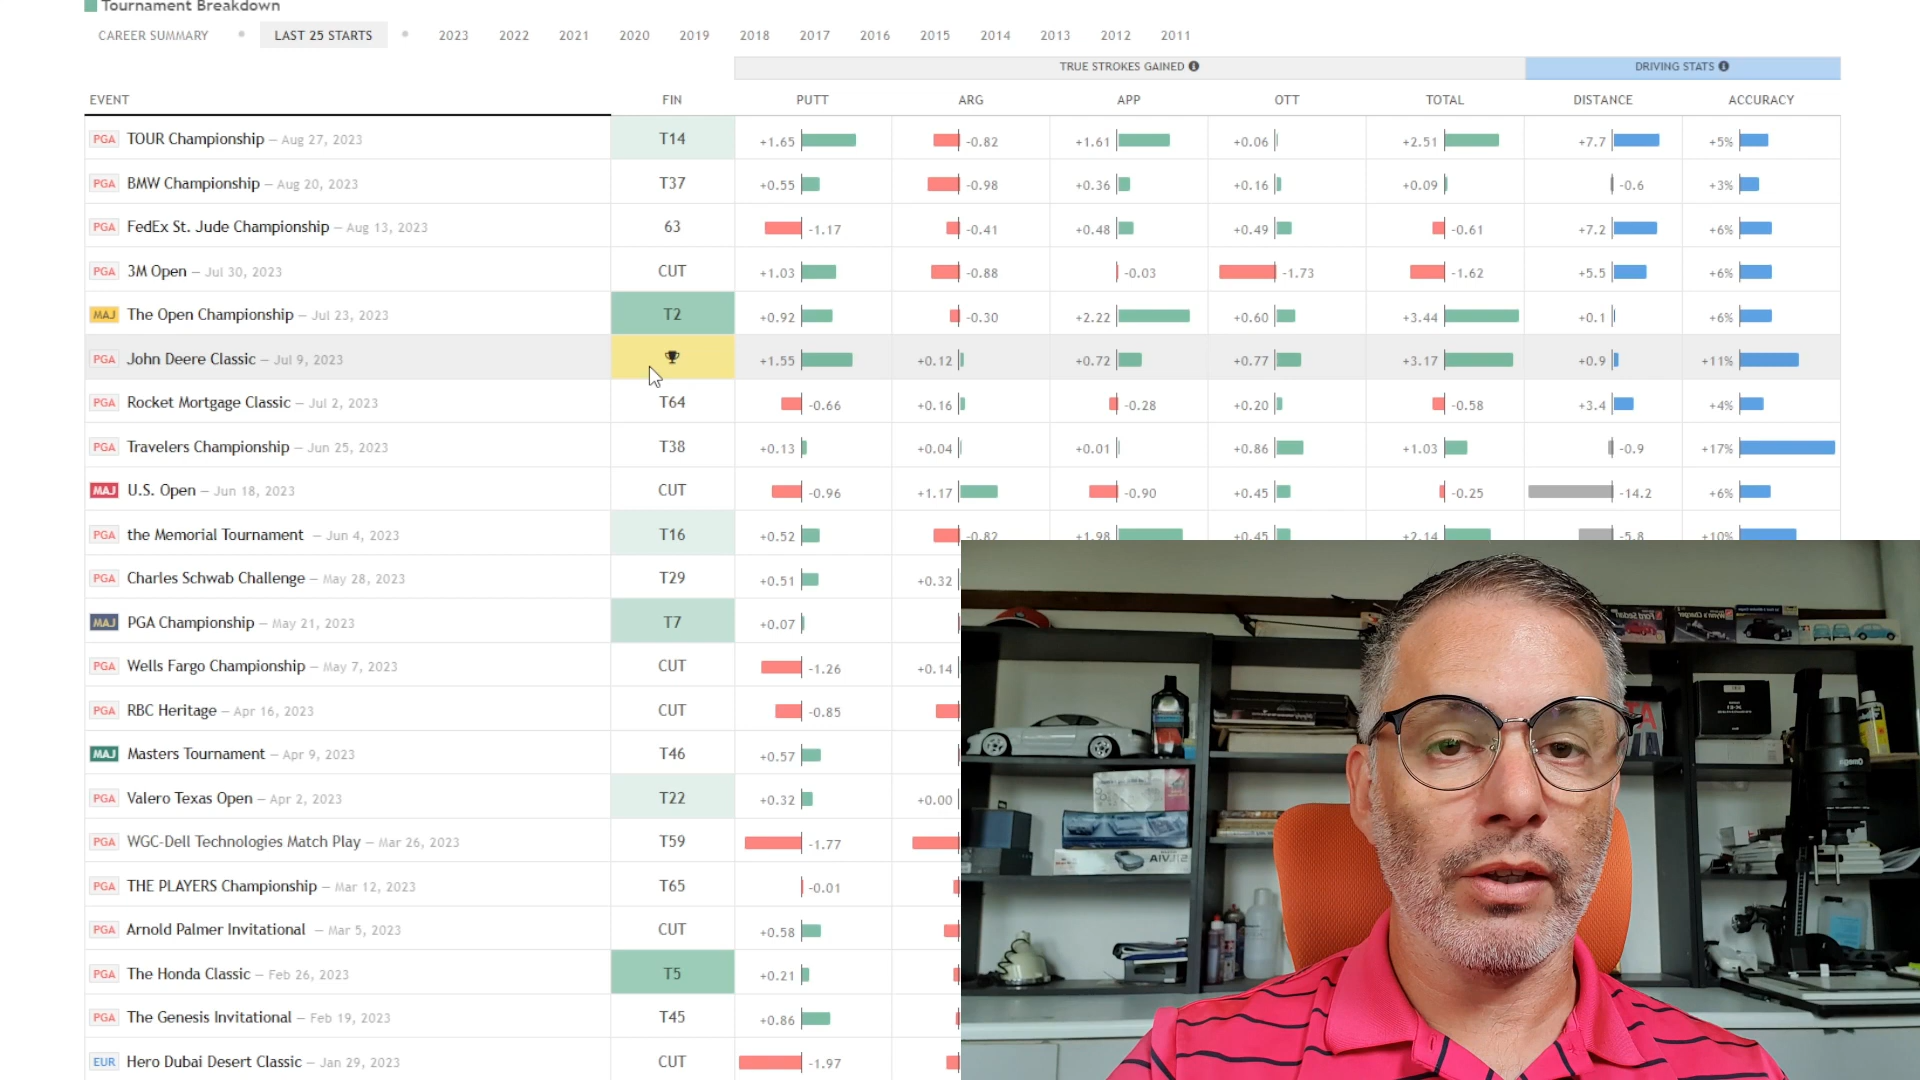 Tournament Breakdown
CAREER SUMMARY LAST 25 STARTS 2023 2022 2021 2020 2019 2018 2017 2016 2015 2014 2013 2012 2011
TRUE STROKES GAINED DRIVING STATS
EVENT FIN PUTT ARG APP OTT TOTAL DISTANCE ACCURACY
PGA TOUR Championship – Aug 27, 2023 T14 +1.65 -0.82 +1.61 +0.06 +2.51 +7.7 +5%
PGA BMW Championship – Aug 20, 2023 T37 +0.55 -0.98 +0.36 +0.16 +0.09 -0.6 +3%
PGA FedEx St. Jude Championship – Aug 13, 2023 63 -1.17 -0.41 +0.48 +0.49 -0.61 +7.2 +6%
PGA 3M Open – Jul 30, 2023 CUT +1.03 -0.88 -0.03 -1.73 -1.62 +5.5 +6%
MAJ The Open Championship – Jul 23, 2023 T2 +0.92 -0.30 +2.22 +0.60 +3.44 +0.1 +6%
PGA John Deere Classic – Jul 9, 2023 +1.55 +0.12 +0.72 +0.77 +3.17 +0.9 +11%
PGA Rocket Mortgage Classic – Jul 2, 2023 T64 -0.66 +0.16 -0.28 +0.20 -0.58 +3.4 +4%
PGA Travelers Championship – Jun 25, 2023 T38 +0.13 +0.04 +0.01 +0.86 +1.03 -0.9 +17%
MAJ U.S. Open – Jun 18, 2023 CUT -0.96 +1.17 -0.90 +0.45 -0.25 -14.2 +6%
PGA the Memorial Tournament – Jun 4, 2023 T16 +0.52 -0.82 +1.98 +0.45 +2.14 -5.8 +10%
PGA Charles Schwab Challenge – May 28, 2023 T29 +0.51 +0.32
MAJ PGA Championship – May 21, 2023 T7 +0.07
PGA Wells Fargo Championship – May 7, 2023 CUT -1.26 +0.14
PGA RBC Heritage – Apr 16, 2023 CUT -0.85
MAJ Masters Tournament – Apr 9, 2023 T46 +0.57
PGA Valero Texas Open – Apr 2, 2023 T22 +0.32 +0.00
PGA WGC-Dell Technologies Match Play – Mar 26, 2023 T59 -1.77
PGA THE PLAYERS Championship – Mar 12, 2023 T65 -0.01
PGA Arnold Palmer Invitational – Mar 5, 2023 CUT +0.58
PGA The Honda Classic – Feb 26, 2023 T5 +0.21
PGA The Genesis Invitational – Feb 19, 2023 T45 +0.86
EUR Hero Dubai Desert Classic – Jan 29, 2023 CUT -1.97
SILVIA
Omega